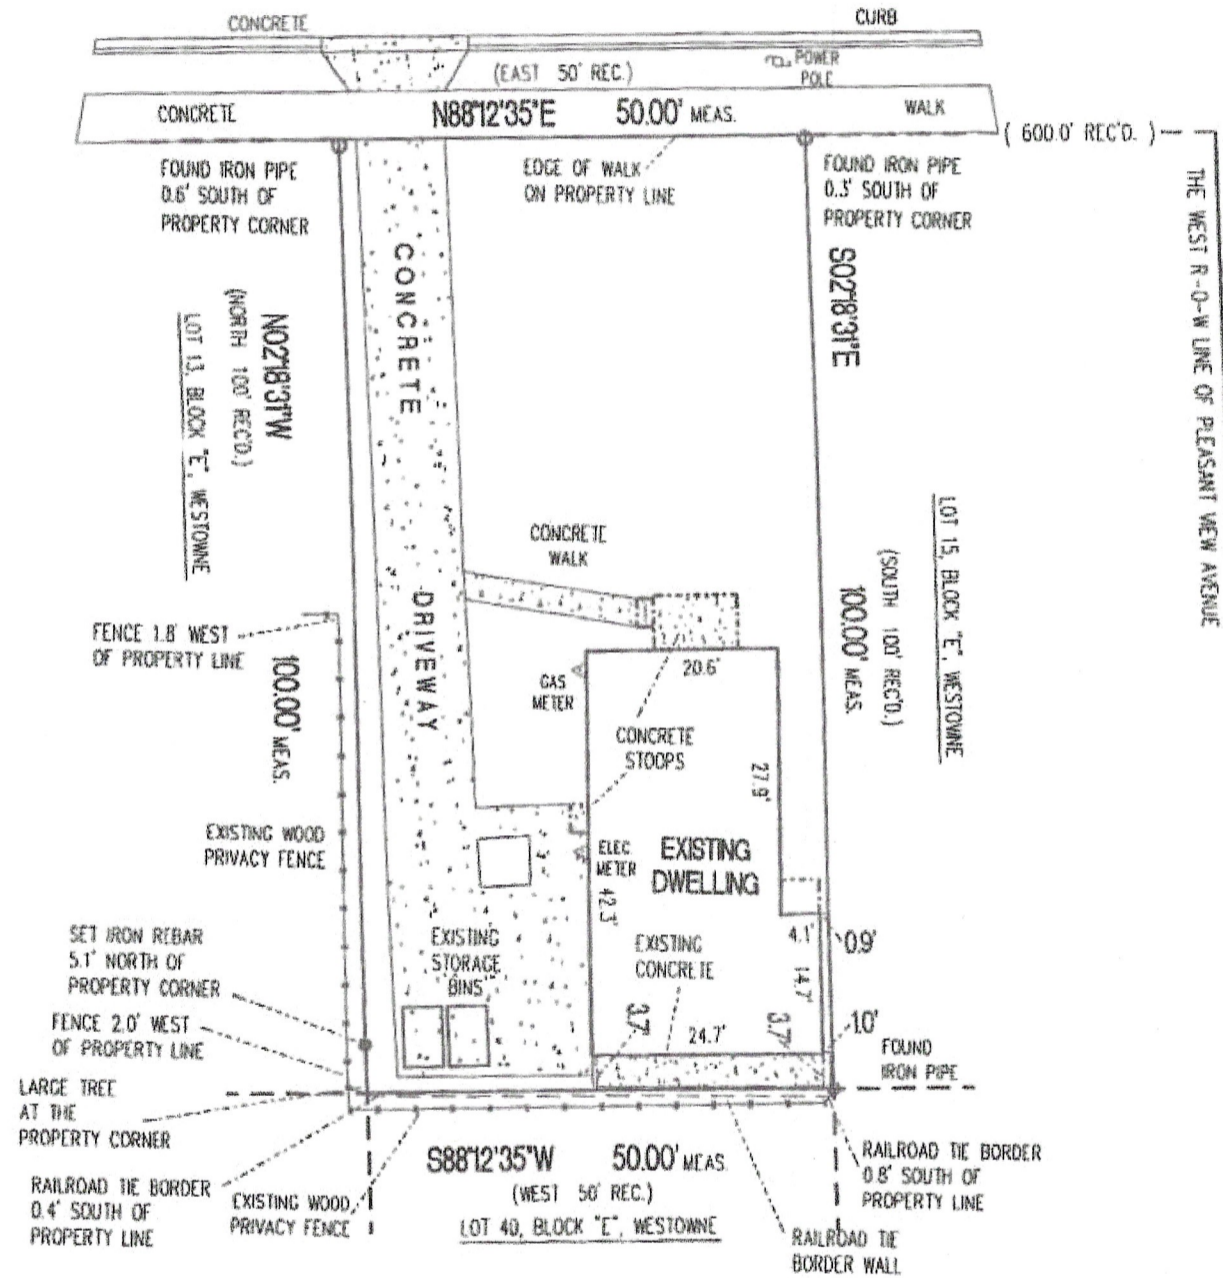 CONCRETE
CURB
(EAST 50' REC.)
POWER
POLE
CONCRETE
N88°12'35"E 50.00' MEAS.
WALK
( 600.0' REC'D. )
THE WEST R-O-W LINE OF PLEASANT VIEW AVENUE
FOUND IRON PIPE
0.6' SOUTH OF
PROPERTY CORNER
EDGE OF WALK
ON PROPERTY LINE
FOUND IRON PIPE
0.3' SOUTH OF
PROPERTY CORNER
CONCRETE DRIVEWAY
S02°18'31"E
N02°18'31"W
(NORTH 100' REC'D.)
LOT 13, BLOCK "E", WESTOWNE
LOT 15, BLOCK "E", WESTOWNE
(SOUTH 100' REC'D.)
100.00' MEAS.
CONCRETE
WALK
FENCE 1.8' WEST
OF PROPERTY LINE
100.00' MEAS.
GAS
METER
20.6'
CONCRETE
STOOPS
27.9'
EXISTING WOOD
PRIVACY FENCE
ELEC.
METER
EXISTING
DWELLING
42.3'
SET IRON REBAR
5.1' NORTH OF
PROPERTY CORNER
EXISTING
STORAGE
BINS
EXISTING
CONCRETE
4.1'
0.9'
14.7'
FENCE 2.0' WEST
OF PROPERTY LINE
3.7'
24.7'
3.7'
1.0'
FOUND
IRON PIPE
LARGE TREE
AT THE
PROPERTY CORNER
S88°12'35"W 50.00' MEAS.
(WEST 50' REC.)
LOT 40, BLOCK "E", WESTOWNE
RAILROAD TIE BORDER
0.8' SOUTH OF
PROPERTY LINE
RAILROAD TIE BORDER
0.4' SOUTH OF
PROPERTY LINE
EXISTING WOOD
PRIVACY FENCE
RAILROAD TIE
BORDER WALL